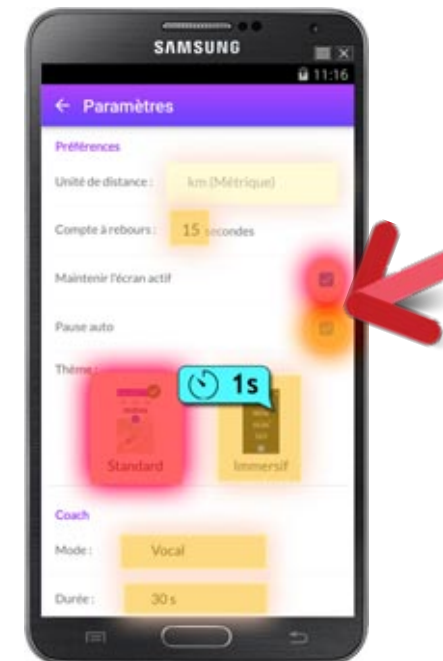 SAMSUNG
11:16
← Paramètres
Préférences
Unité de distance : km (Métrique)
Compte à rebours : 15 secondes
Maintenir l'écran actif
Pause auto
Thème :
1s
Standard Immersif
Coach
Mode : Vocal
Durée : 30 s